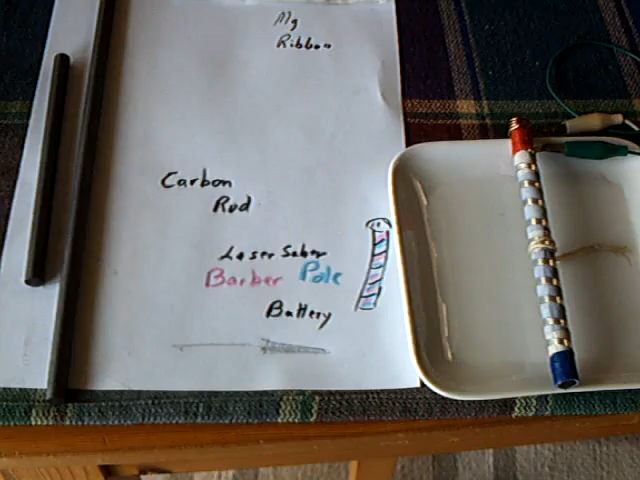 Mg
Ribbon
Carbon
Rod
Laser Saber
Barber Pole
Battery